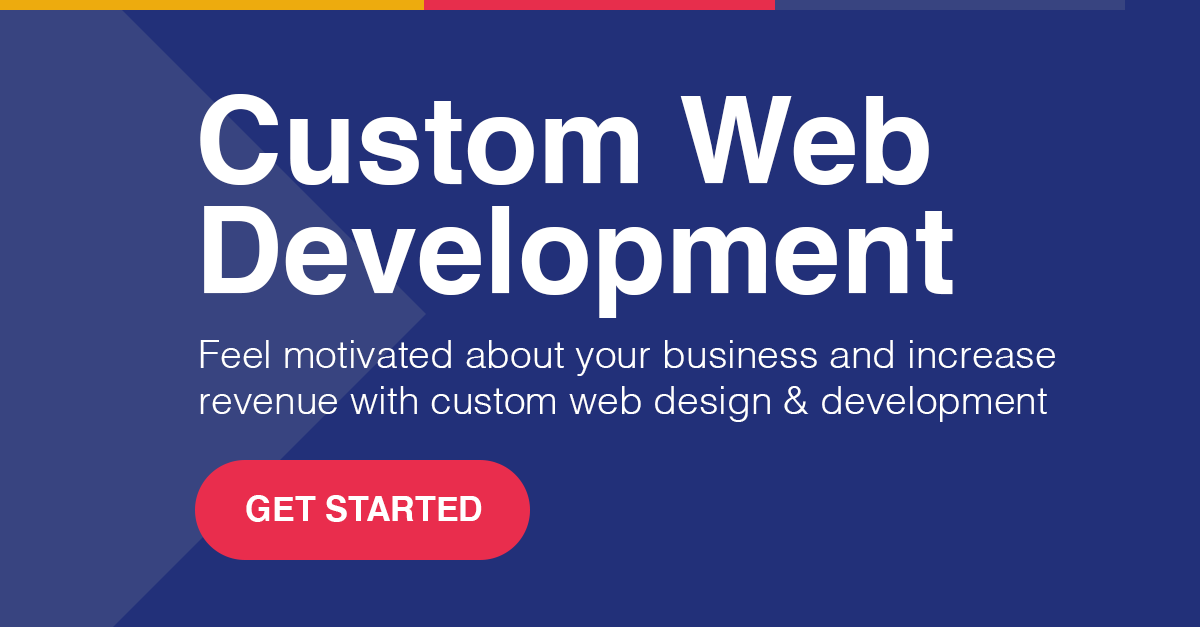 Custom Web
Development
Feel motivated about your business and increase
revenue with custom web design & development
GET STARTED